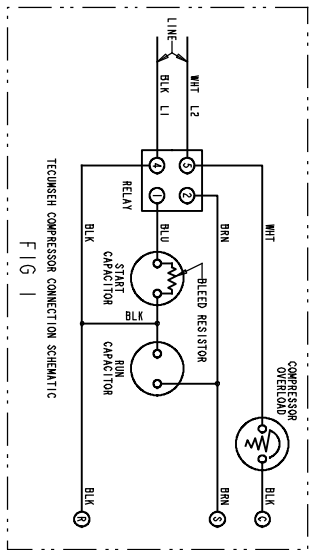 LINE
BLK L1
WHT L2
4
5
1
2
RELAY
BLK
BLU
BRN
WHT
START
CAPACITOR
BLEED RESISTOR
BLK
RUN
CAPACITOR
COMPRESSOR
OVERLOAD
BLK
BRN
BLK
R
S
C
TECUMSEH COMPRESSOR CONNECTION SCHEMATIC
FIG 1